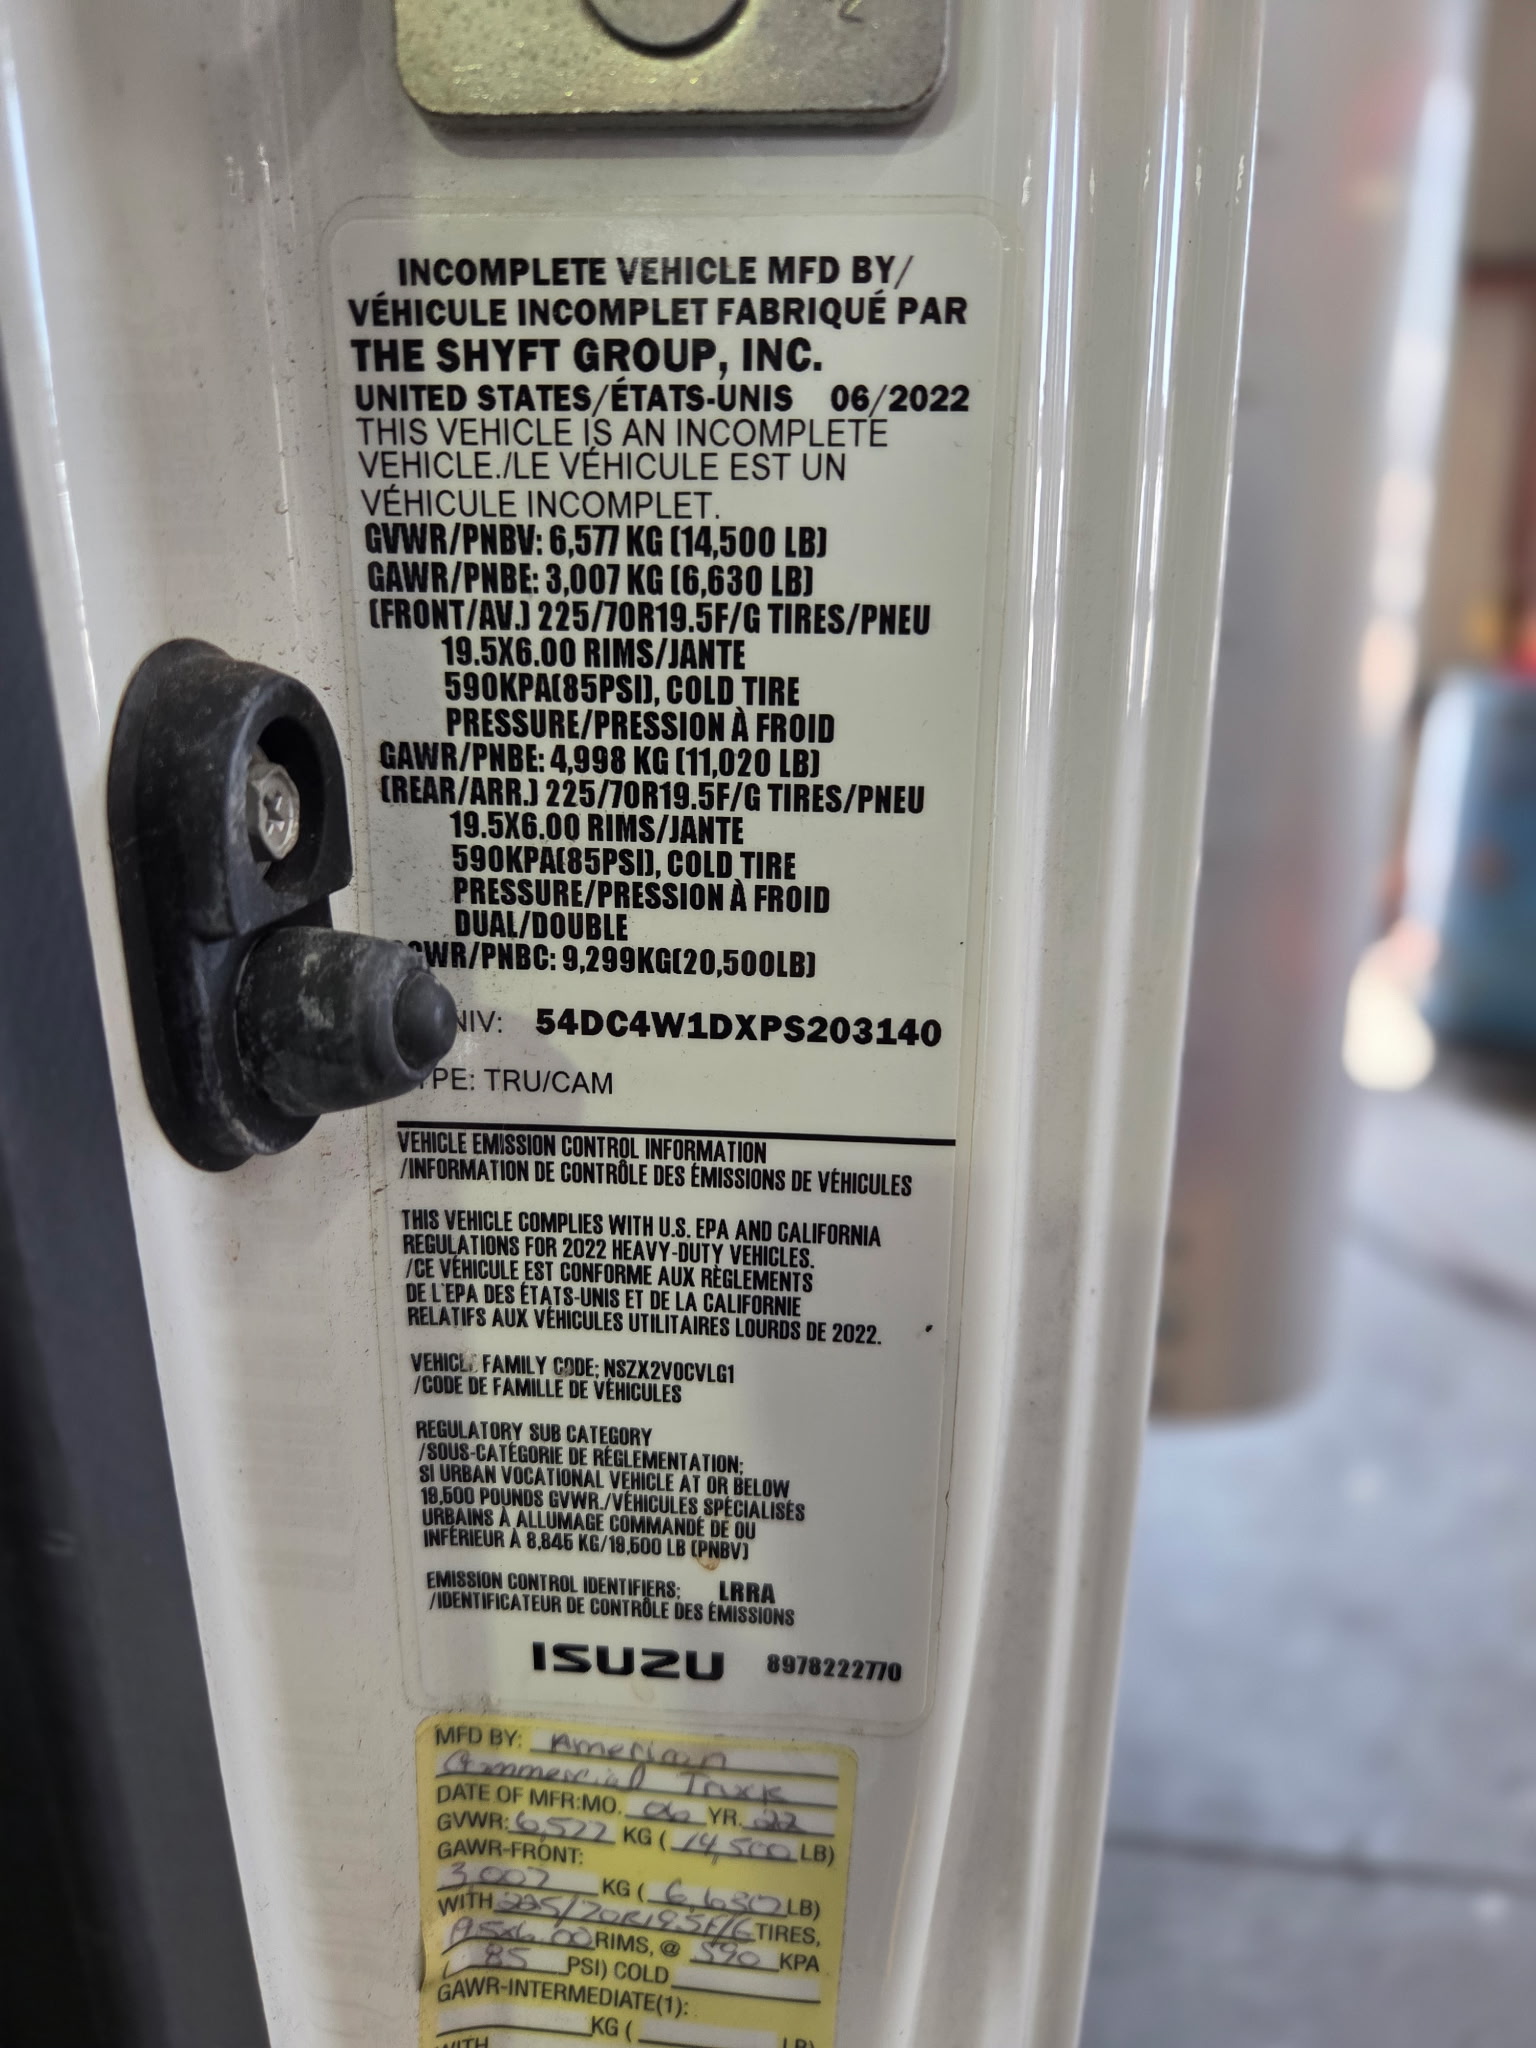 INCOMPLETE VEHICLE MFD BY/
VÉHICULE INCOMPLET FABRIQUÉ PAR
THE SHYFT GROUP, INC.
UNITED STATES/ÉTATS-UNIS 06/2022
THIS VEHICLE IS AN INCOMPLETE
VEHICLE./LE VÉHICULE EST UN
VÉHICULE INCOMPLET.
GVWR/PNBV: 6,577 KG (14,500 LB)
GAWR/PNBE: 3,007 KG (6,630 LB)
(FRONT/AV.) 225/70R19.5F/G TIRES/PNEU
19.5X6.00 RIMS/JANTE
590KPA(85PSI), COLD TIRE
PRESSURE/PRESSION À FROID
GAWR/PNBE: 4,998 KG (11,020 LB)
(REAR/ARR.) 225/70R19.5F/G TIRES/PNEU
19.5X6.00 RIMS/JANTE
590KPA(85PSI), COLD TIRE
PRESSURE/PRESSION À FROID
DUAL/DOUBLE
CWR/PNBC: 9,299KG(20,500LB)
NIV: 54DC4W1DXPS203140
YPE: TRU/CAM
VEHICLE EMISSION CONTROL INFORMATION
/INFORMATION DE CONTRÔLE DES ÉMISSIONS DE VÉHICULES
THIS VEHICLE COMPLIES WITH U.S. EPA AND CALIFORNIA
REGULATIONS FOR 2022 HEAVY-DUTY VEHICLES.
/CE VÉHICULE EST CONFORME AUX RÈGLEMENTS
DE L'EPA DES ÉTATS-UNIS ET DE LA CALIFORNIE
RELATIFS AUX VÉHICULES UTILITAIRES LOURDS DE 2022.
VEHICLE FAMILY CODE: NSZX2VOCVLG1
/CODE DE FAMILLE DE VÉHICULES
REGULATORY SUB CATEGORY
/SOUS-CATÉGORIE DE RÉGLEMENTATION:
SI URBAN VOCATIONAL VEHICLE AT OR BELOW
19,500 POUNDS GVWR./VÉHICULES SPÉCIALISÉS
URBAINS À ALLUMAGE COMMANDÉ DE OU
INFÉRIEUR À 8,845 KG/19,500 LB (PNBV)
EMISSION CONTROL IDENTIFIERS: LRRA
/IDENTIFICATEUR DE CONTRÔLE DES ÉMISSIONS
ISUZU 8978222770
MFD BY: American
Commercial Truck
DATE OF MFR:MO. 06 YR. 22
GVWR: 6,577 KG ( 14,500 LB)
GAWR-FRONT:
3,007 KG ( 6,630 LB)
WITH 225/70R19.5F/G TIRES,
19.5x6.00 RIMS, @ 590 KPA
( 85 PSI) COLD
GAWR-INTERMEDIATE(1):
KG ( LB)
WITH